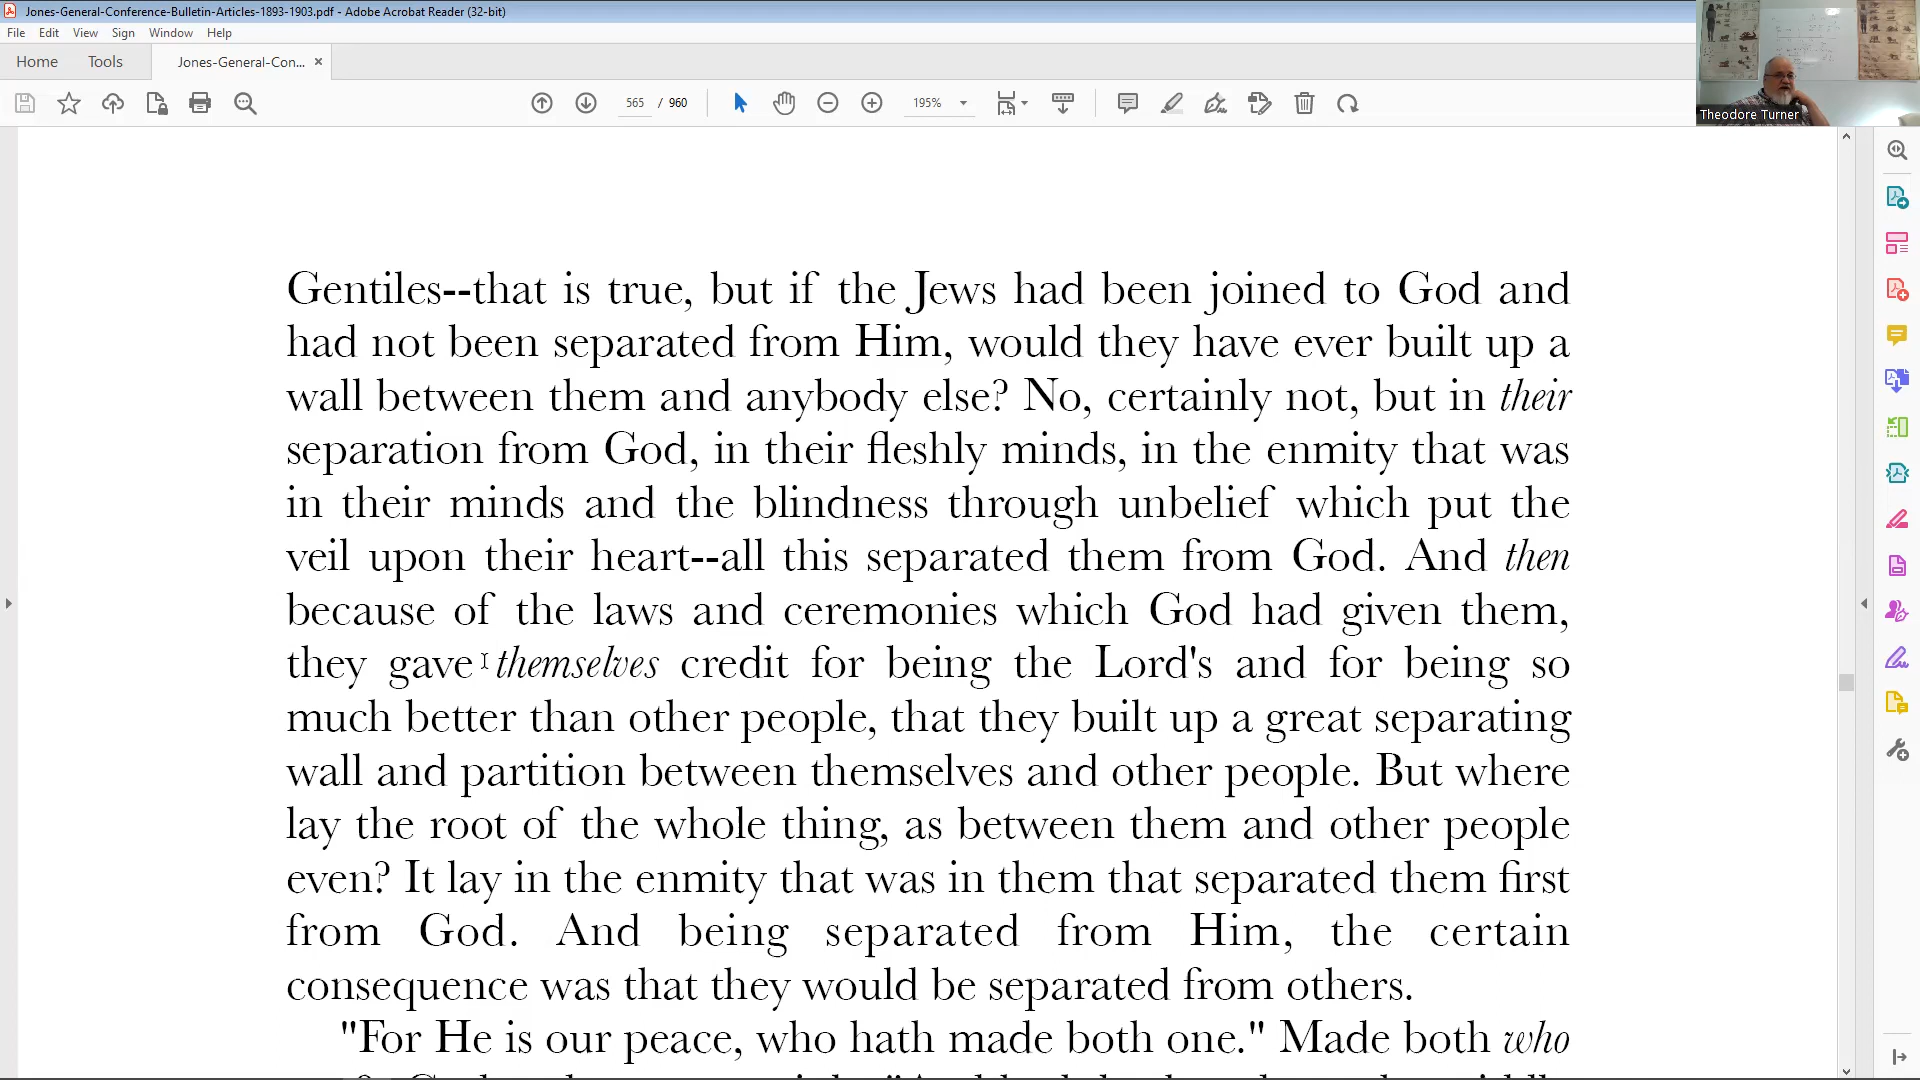 Jones-General-Conference-Bulletin-Articles-1893-1903.pdf - Adobe Acrobat Reader (32-bit)
File Edit View Sign Window Help
Home Tools Jones-General-Con... ×
565 / 960 195%
Theodore Turner
Gentiles--that is true, but if the Jews had been joined to God and
had not been separated from Him, would they have ever built up a
wall between them and anybody else? No, certainly not, but in their
separation from God, in their fleshly minds, in the enmity that was
in their minds and the blindness through unbelief which put the
veil upon their heart--all this separated them from God. And then
because of the laws and ceremonies which God had given them,
they gave themselves credit for being the Lord's and for being so
much better than other people, that they built up a great separating
wall and partition between themselves and other people. But where
lay the root of the whole thing, as between them and other people
even? It lay in the enmity that was in them that separated them first
from God. And being separated from Him, the certain
consequence was that they would be separated from others.
"For He is our peace, who hath made both one." Made both who